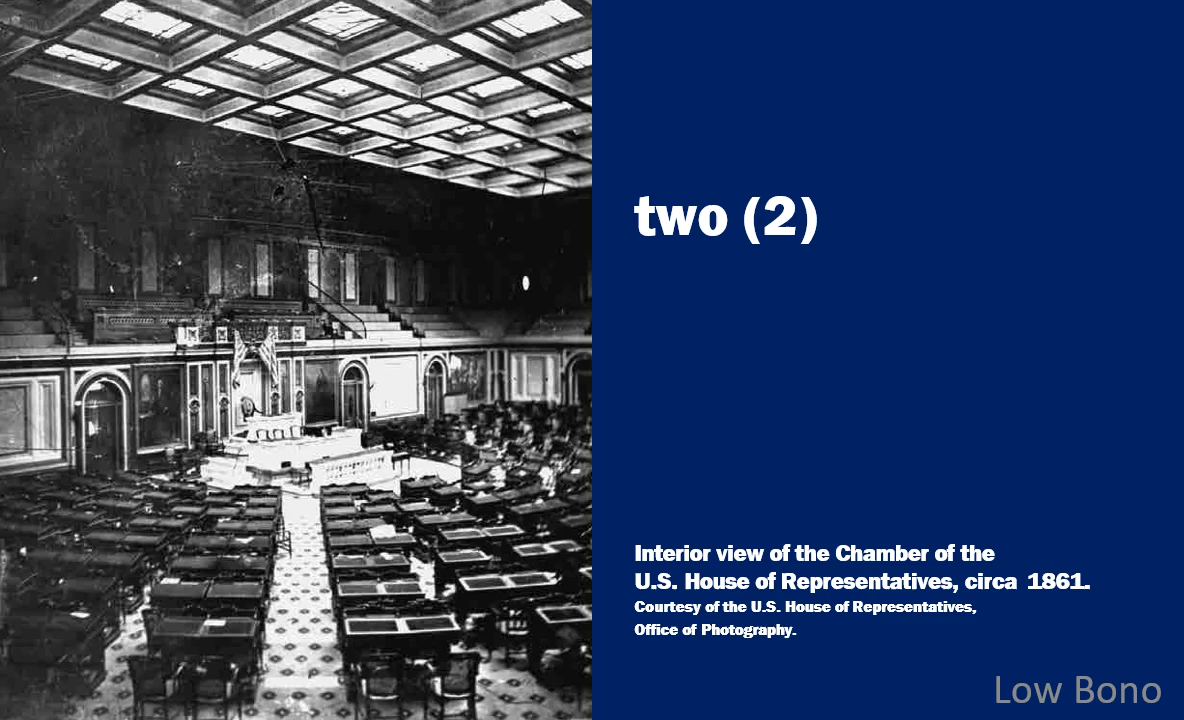 two (2)
Interior view of the Chamber of the
U.S. House of Representatives, circa 1861.
Courtesy of the U.S. House of Representatives,
Office of Photography.
Low Bono